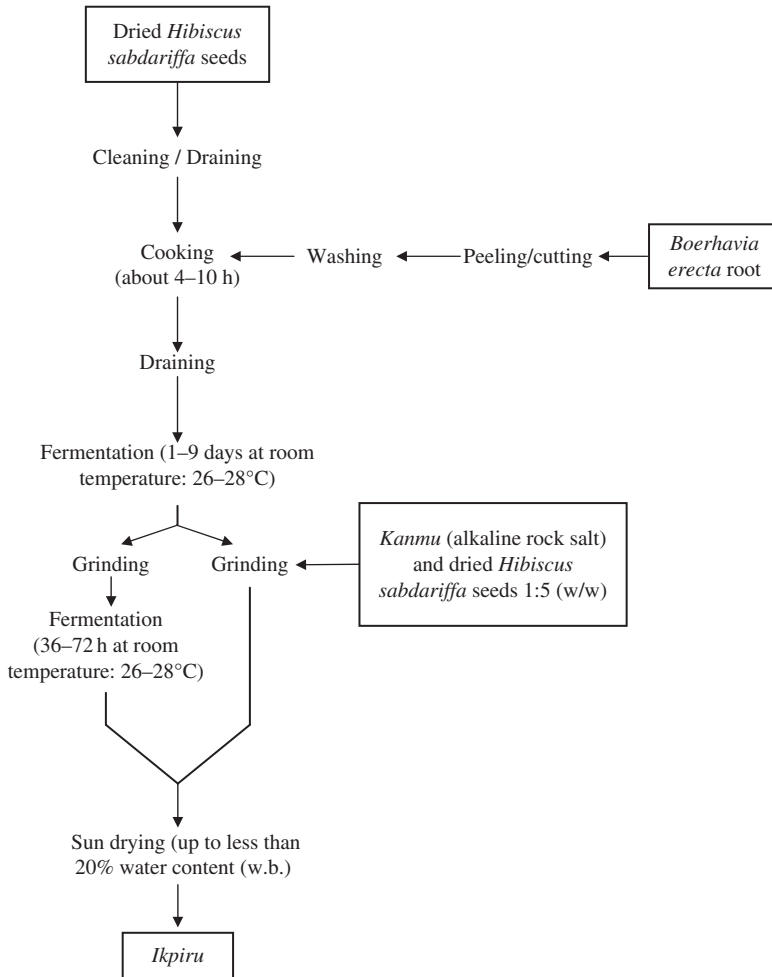 Dried Hibiscus
sabdariffa seeds
Cleaning / Draining
Cooking
(about 4–10 h)
Washing
Peeling/cutting
Boerhavia
erecta root
Draining
Fermentation (1–9 days at room
temperature: 26–28°C)
Kanmu (alkaline rock salt)
and dried Hibiscus
sabdariffa seeds 1:5 (w/w)
Grinding
Grinding
Fermentation
(36–72 h at room
temperature: 26–28°C)
Sun drying (up to less than
20% water content (w.b.)
Ikpiru